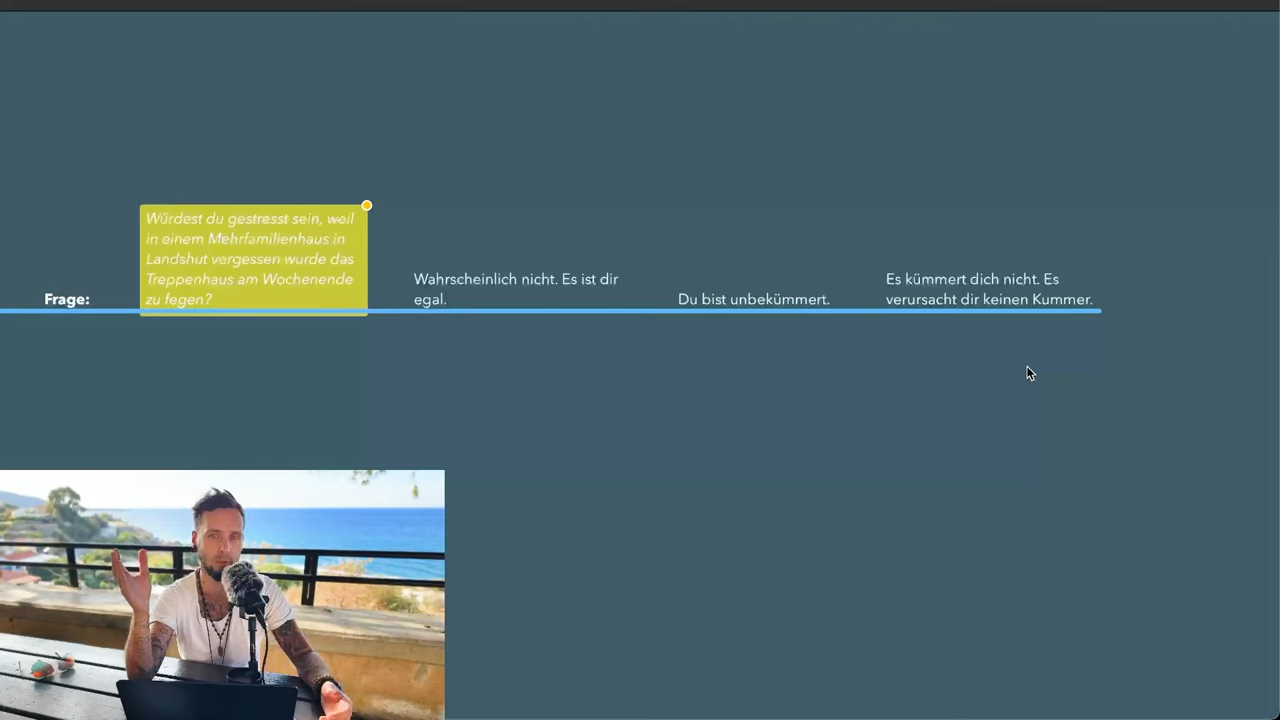 Frage:
Würdest du gestresst sein, weil
in einem Mehrfamilienhaus in
Landshut vergessen wurde das
Treppenhaus am Wochenende
zu fegen?
Wahrscheinlich nicht. Es ist dir
egal.
Du bist unbekümmert.
Es kümmert dich nicht. Es
verursacht dir keinen Kummer.